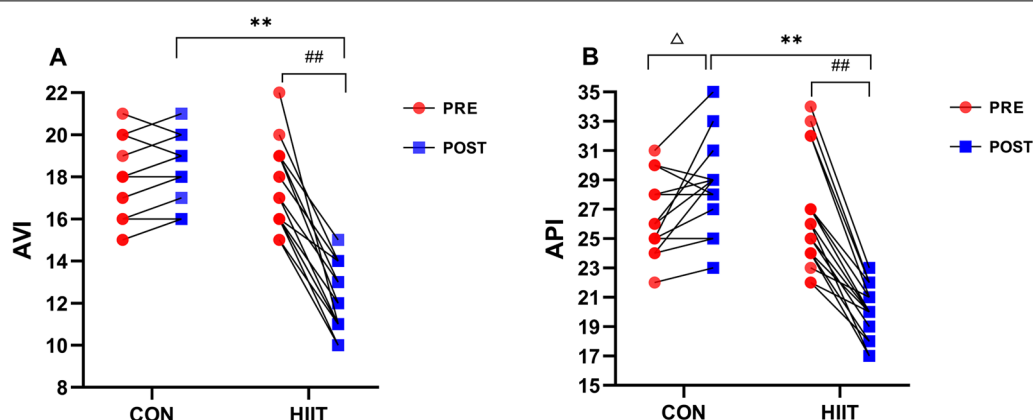 A
**
##
AVI
22
20
18
16
14
12
10
8
CON
HIIT
PRE
POST
B
△
**
##
API
35
33
31
29
27
25
23
21
19
17
15
CON
HIIT
PRE
POST